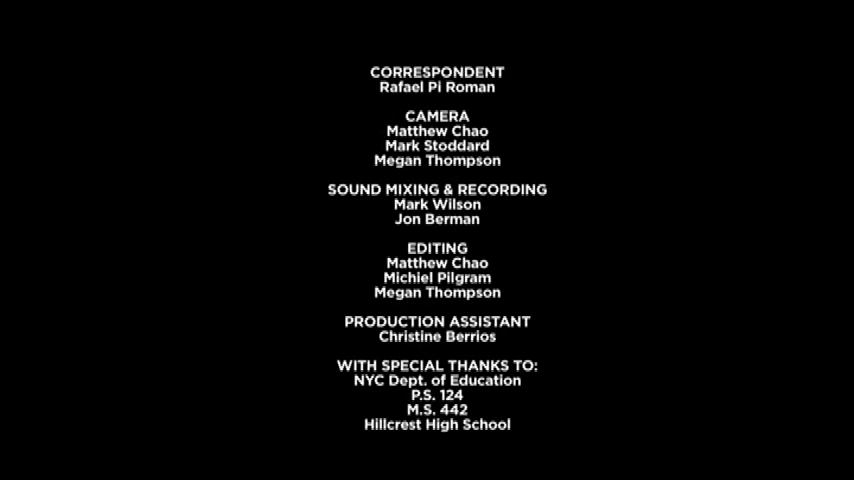 CORRESPONDENT
Rafael Pi Roman
CAMERA
Matthew Chao
Mark Stoddard
Megan Thompson
SOUND MIXING & RECORDING
Mark Wilson
Jon Berman
EDITING
Matthew Chao
Michiel Pilgram
Megan Thompson
PRODUCTION ASSISTANT
Christine Berrios
WITH SPECIAL THANKS TO:
NYC Dept. of Education
P.S. 124
M.S. 442
Hillcrest High School